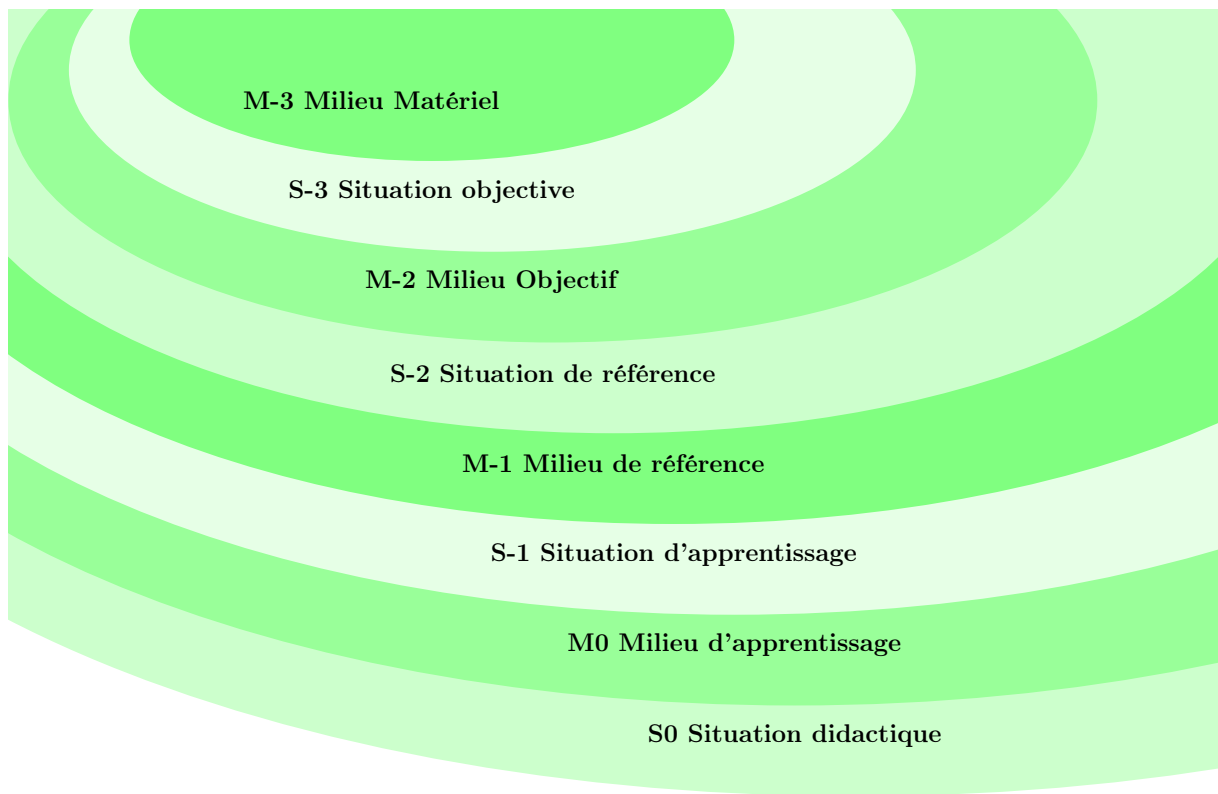 M-3 Milieu Matériel
S-3 Situation objective
M-2 Milieu Objectif
S-2 Situation de référence
M-1 Milieu de référence
S-1 Situation d'apprentissage
M0 Milieu d'apprentissage
S0 Situation didactique